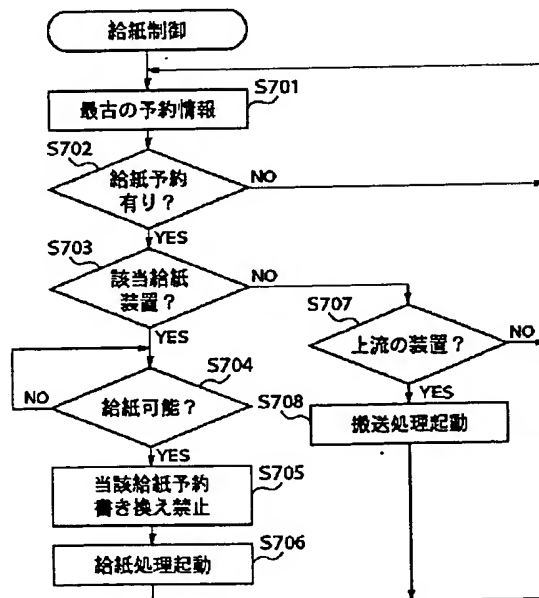 給紙制御
S701
最古の予約情報
S702
給紙予約
有り？
NO
YES
S703
該当給紙
装置？
NO
YES
S707
上流の装置？
NO
YES
S704
給紙可能？
NO
YES
S708
搬送処理起動
S705
当該給紙予約
書き換え禁止
S706
給紙処理起動